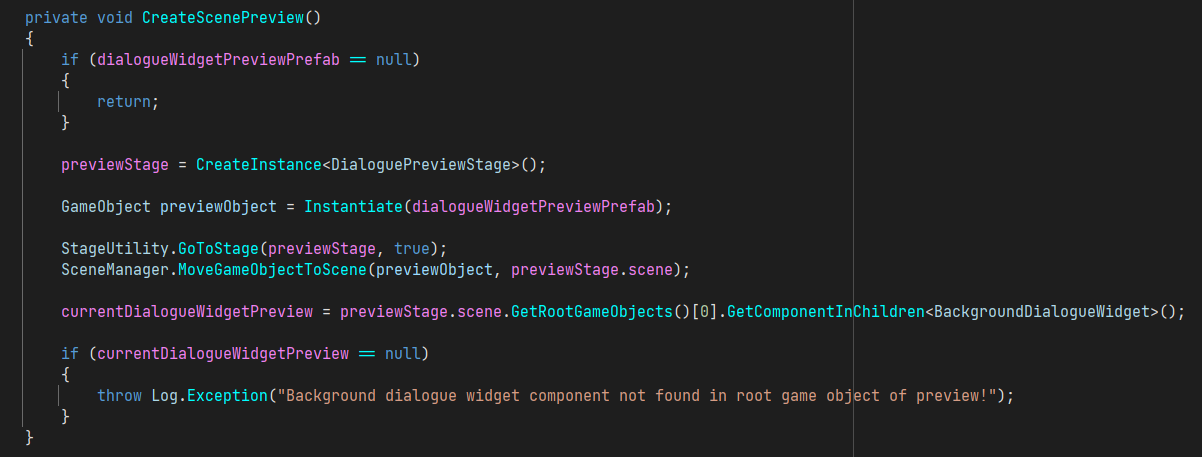 private void CreateScenePreview()
{
if (dialogueWidgetPreviewPrefab == null)
{
return;
}
previewStage = CreateInstance<DialoguePreviewStage>();
GameObject previewObject = Instantiate(dialogueWidgetPreviewPrefab);
StageUtility.GoToStage(previewStage, true);
SceneManager.MoveGameObjectToScene(previewObject, previewStage.scene);
currentDialogueWidgetPreview = previewStage.scene.GetRootGameObjects()[0].GetComponentInChildren<BackgroundDialogueWidget>();
if (currentDialogueWidgetPreview == null)
{
throw Log.Exception("Background dialogue widget component not found in root game object of preview!");
}
}